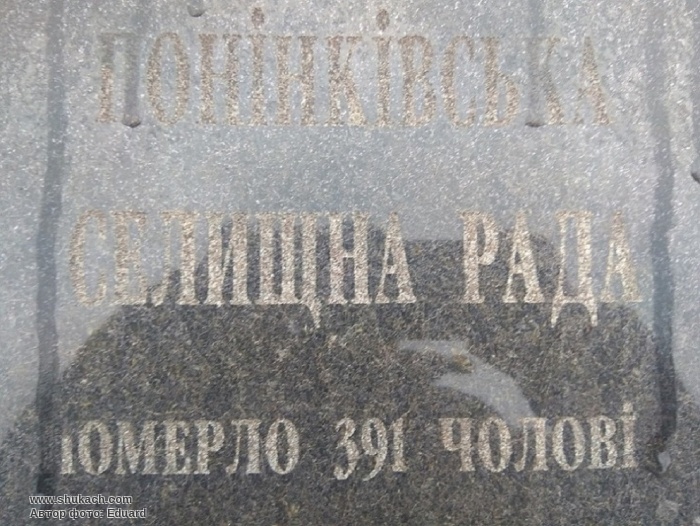 ПОНІНКІВСЬКА
СЕЛИЩНА РАДА
ПОМЕРЛО 391 ЧОЛОВІ
www.shukach.com
Автор фото: Eduard